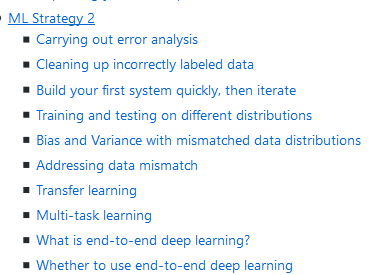 ML Strategy 2
Carrying out error analysis
Cleaning up incorrectly labeled data
Build your first system quickly, then iterate
Training and testing on different distributions
Bias and Variance with mismatched data distributions
Addressing data mismatch
Transfer learning
Multi-task learning
What is end-to-end deep learning?
Whether to use end-to-end deep learning